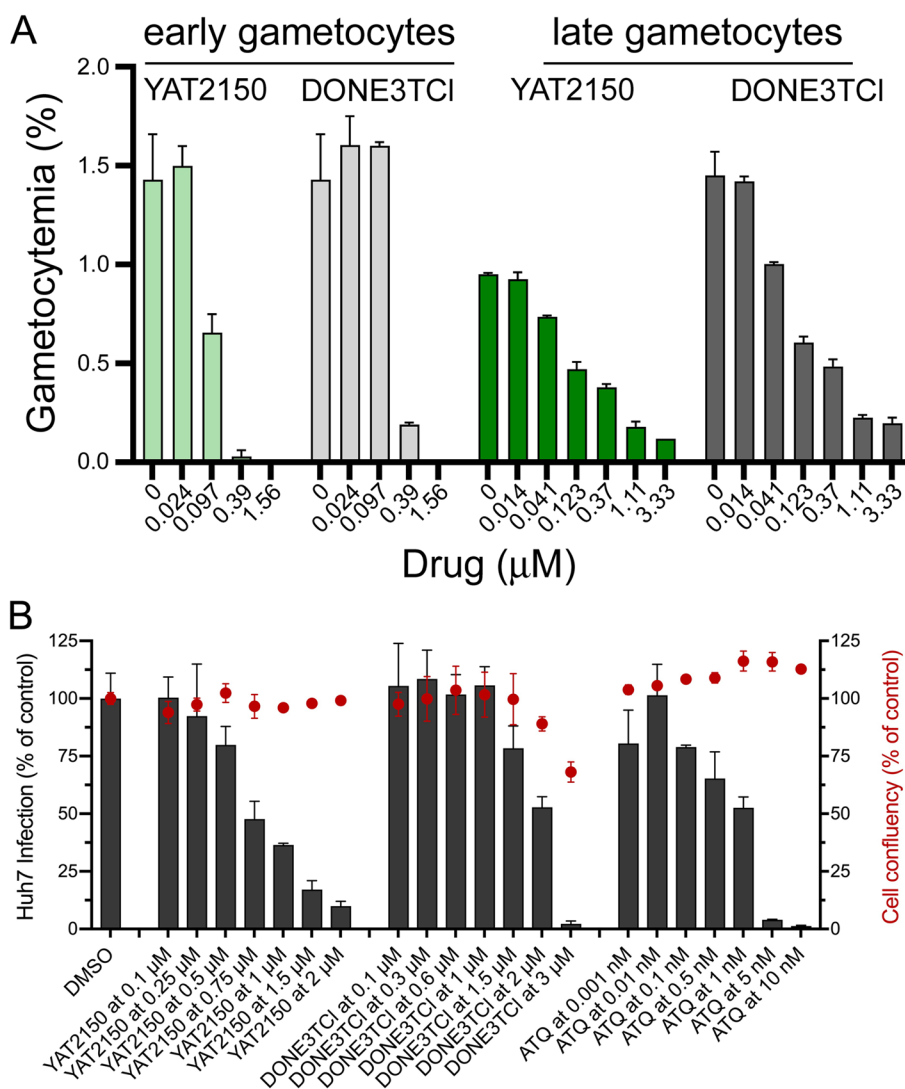 A
early gametocytes
late gametocytes
YAT2150
DONE3TCl
YAT2150
DONE3TCl
Gametocytemia (%)
2.0
1.5
1.0
0.5
0.0
0
0.024
0.097
0.39
1.56
0
0.024
0.097
0.39
1.56
0
0.014
0.041
0.123
0.37
1.11
3.33
0
0.014
0.041
0.123
0.37
1.11
3.33
Drug (μM)
B
Huh7 Infection (% of control)
125
100
75
50
25
0
125
100
75
50
25
0
Cell confluency (% of control)
DMSO
YAT2150 at 0.1 μM
YAT2150 at 0.25 μM
YAT2150 at 0.5 μM
YAT2150 at 0.75 μM
YAT2150 at 1 μM
YAT2150 at 1.5 μM
YAT2150 at 2 μM
DONE3TCl at 0.1 μM
DONE3TCl at 0.3 μM
DONE3TCl at 0.6 μM
DONE3TCl at 1 μM
DONE3TCl at 1.5 μM
DONE3TCl at 2 μM
DONE3TCl at 3 μM
ATQ at 0.001 nM
ATQ at 0.01 nM
ATQ at 0.1 nM
ATQ at 0.5 nM
ATQ at 1 nM
ATQ at 5 nM
ATQ at 10 nM